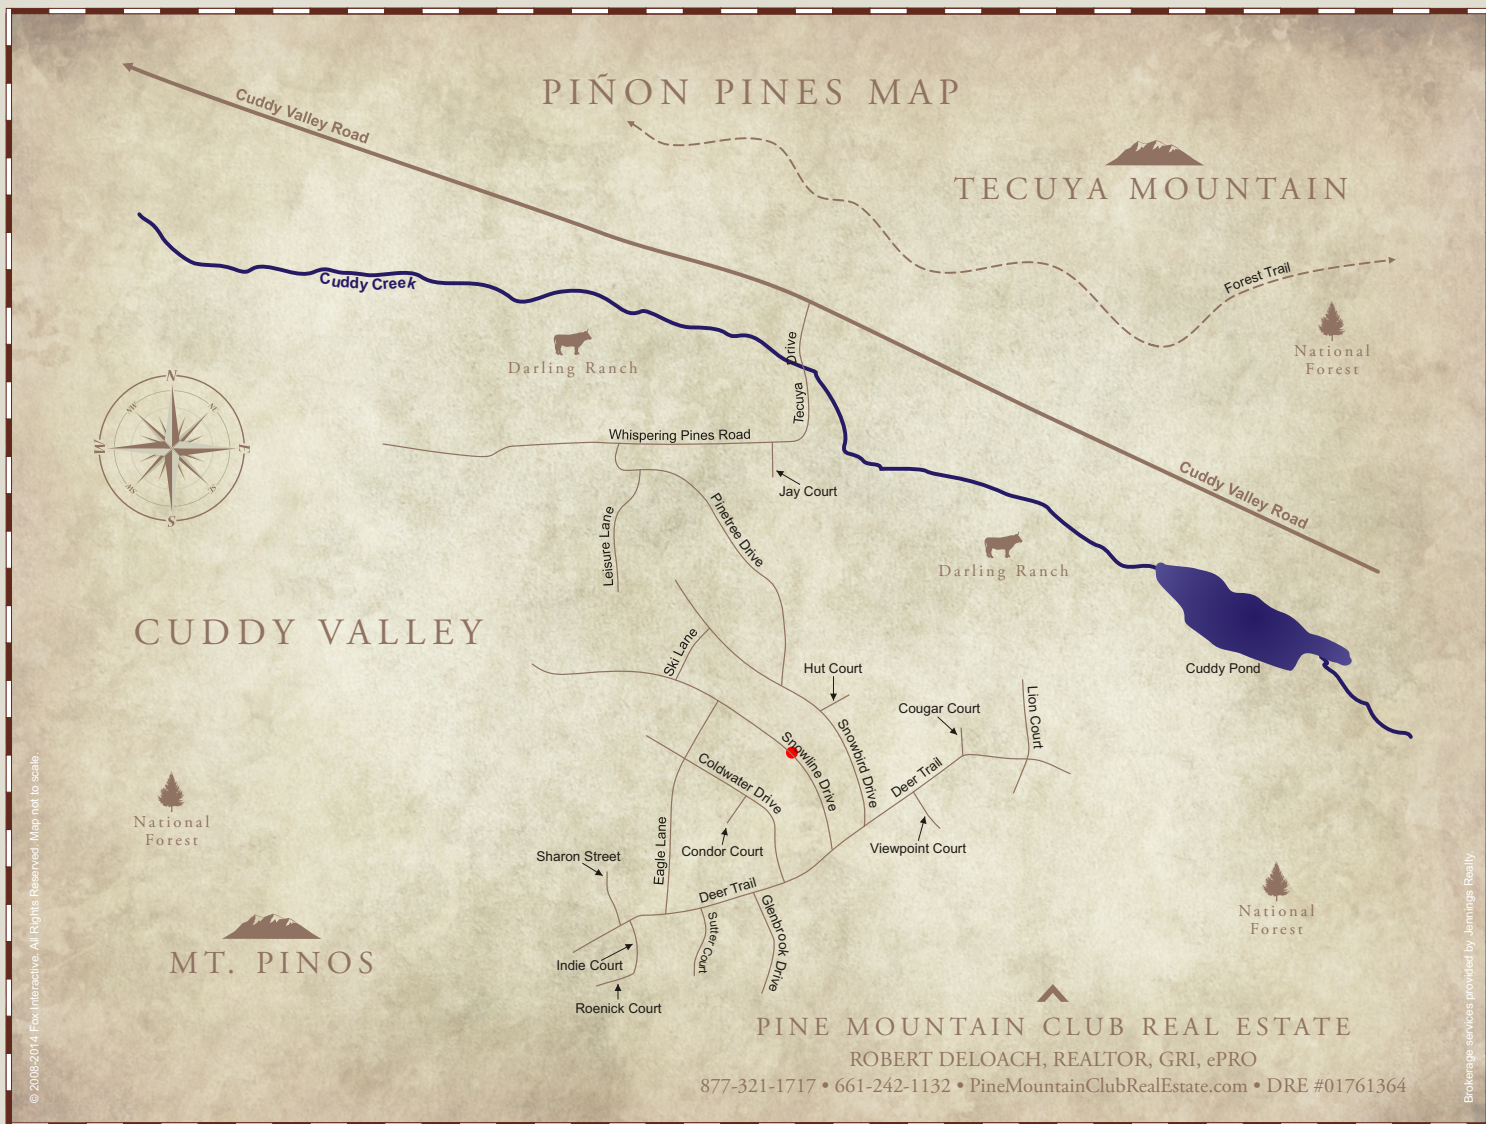 PIÑON PINES MAP
Cuddy Valley Road
TECUYA MOUNTAIN
Forest Trail
Cuddy Creek
Drive
National
Forest
Darling Ranch
N
NW
NE
W
E
SW
SE
S
Tecuya
Whispering Pines Road
Jay Court
Cuddy Valley Road
Pinetree Drive
Leisure Lane
Darling Ranch
CUDDY VALLEY
Ski Lane
Hut Court
Cuddy Pond
Lion Court
Cougar Court
Snowline Drive
Snowbird Drive
Coldwater Drive
Deer Trail
National
Forest
Eagle Lane
Condor Court
Viewpoint Court
Sharon Street
Deer Trail
Glenbrook Drive
Sutter Court
National
Forest
MT. PINOS
Indie Court
Roenick Court
PINE MOUNTAIN CLUB REAL ESTATE
ROBERT DELOACH, REALTOR, GRI, ePRO
877-321-1717 • 661-242-1132 • PineMountainClubRealEstate.com • DRE #01761364
© 2008-2014 Fox Interactive. All Rights Reserved. Map not to scale.
Brokerage services provided by Jennings Realty.